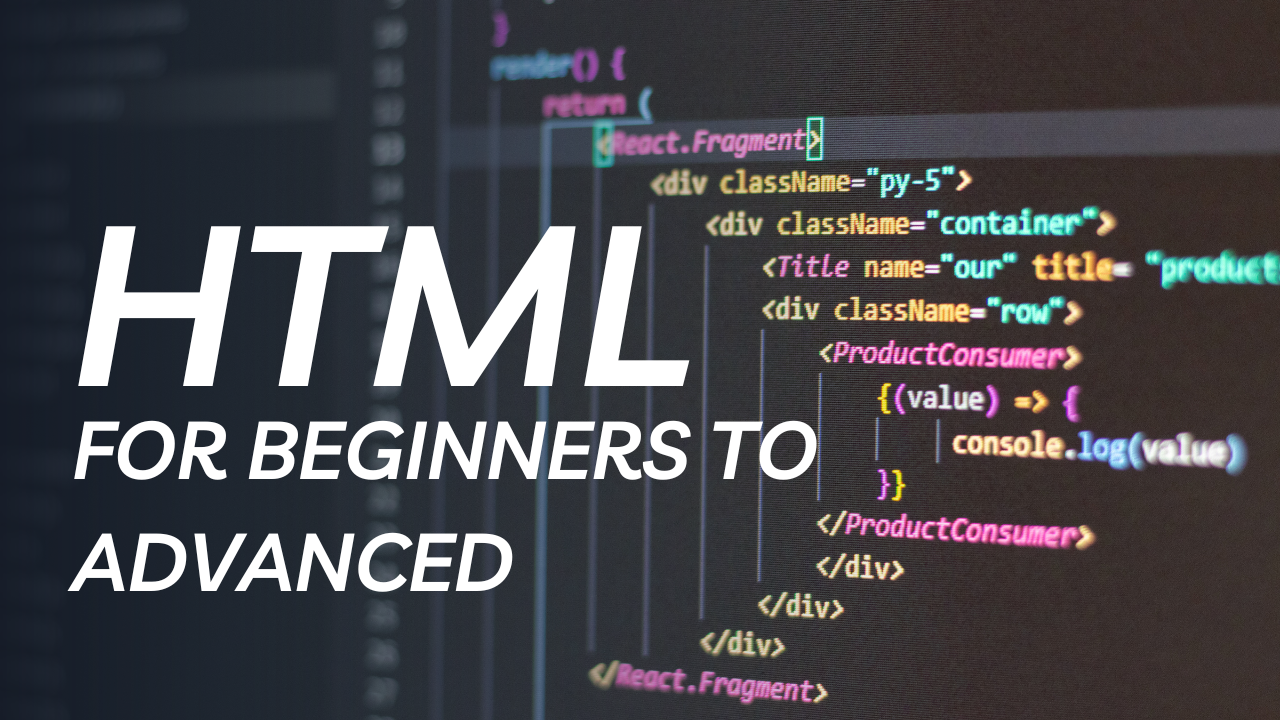 HTML
FOR BEGINNERS TO
ADVANCED
}
render() {
return (
<React.Fragment>
<div className="py-5">
<div className="container">
<Title name="our" title= "product
<div className="row">
<ProductConsumer>
{(value) => {
console.log(value)
}}
</ProductConsumer>
</div>
</div>
</div>
</React.Fragment>